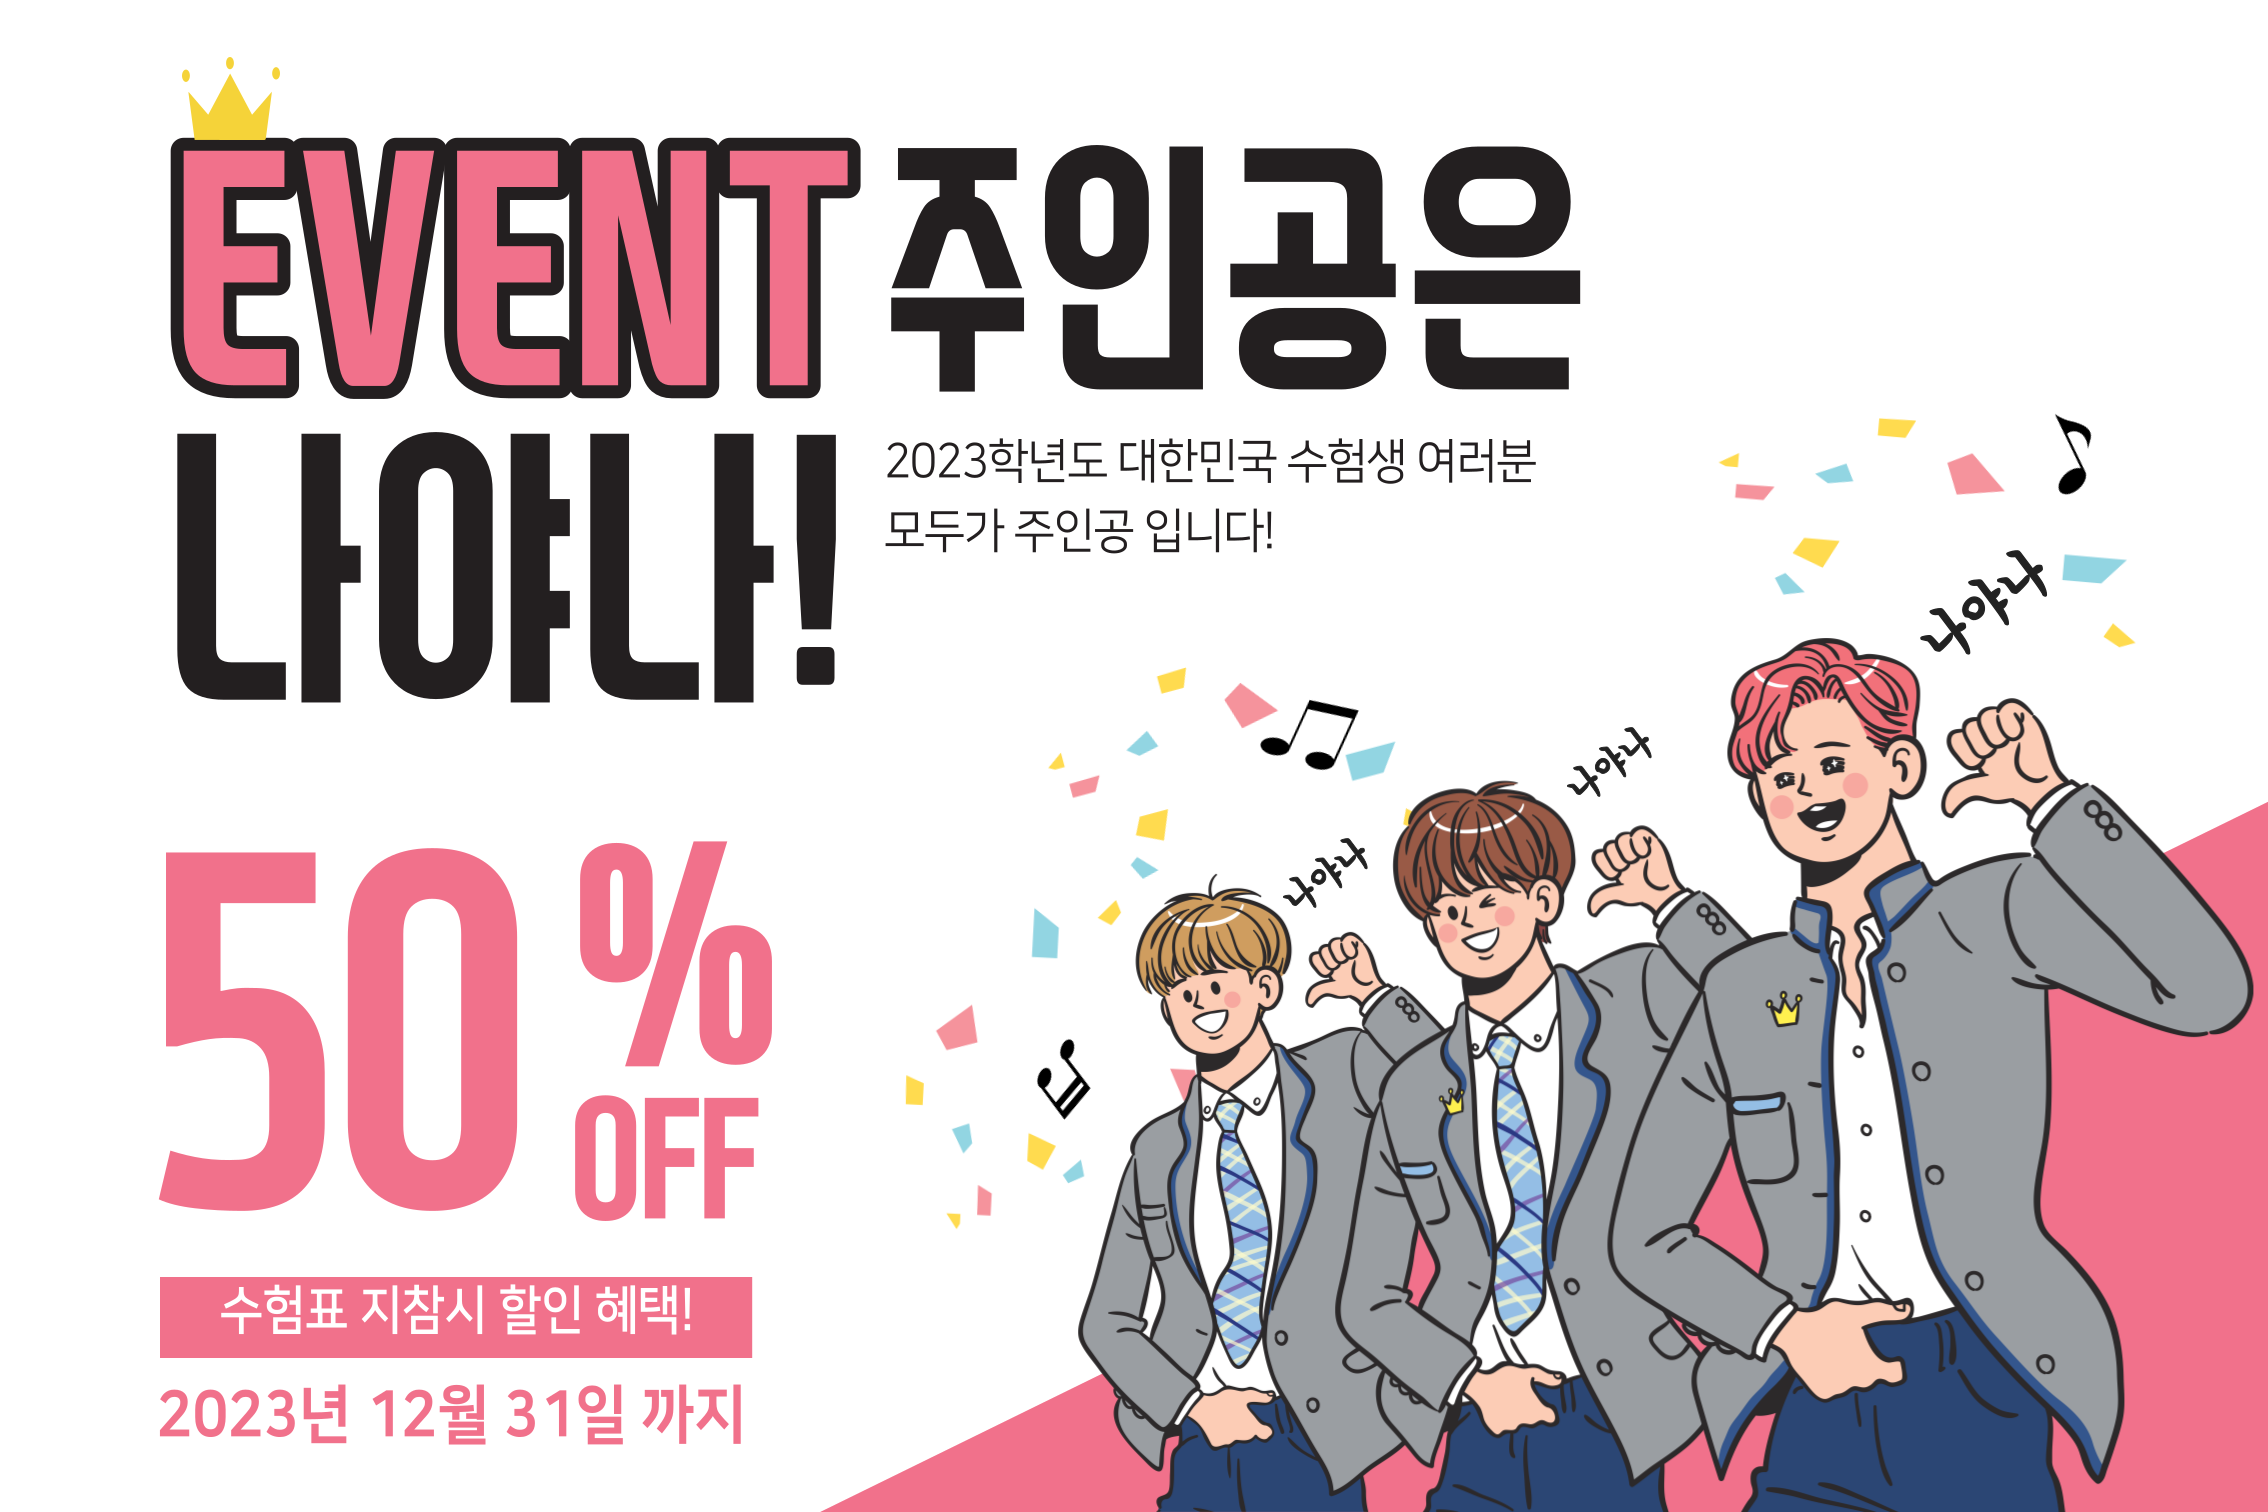 EVENT 주인공은
나야나!
2023학년도 대한민국 수험생 여러분
모두가 주인공 입니다!
50% OFF
수험표 지참시 할인 혜택!
2023년 12월 31일 까지
나야나
나야나
나야나